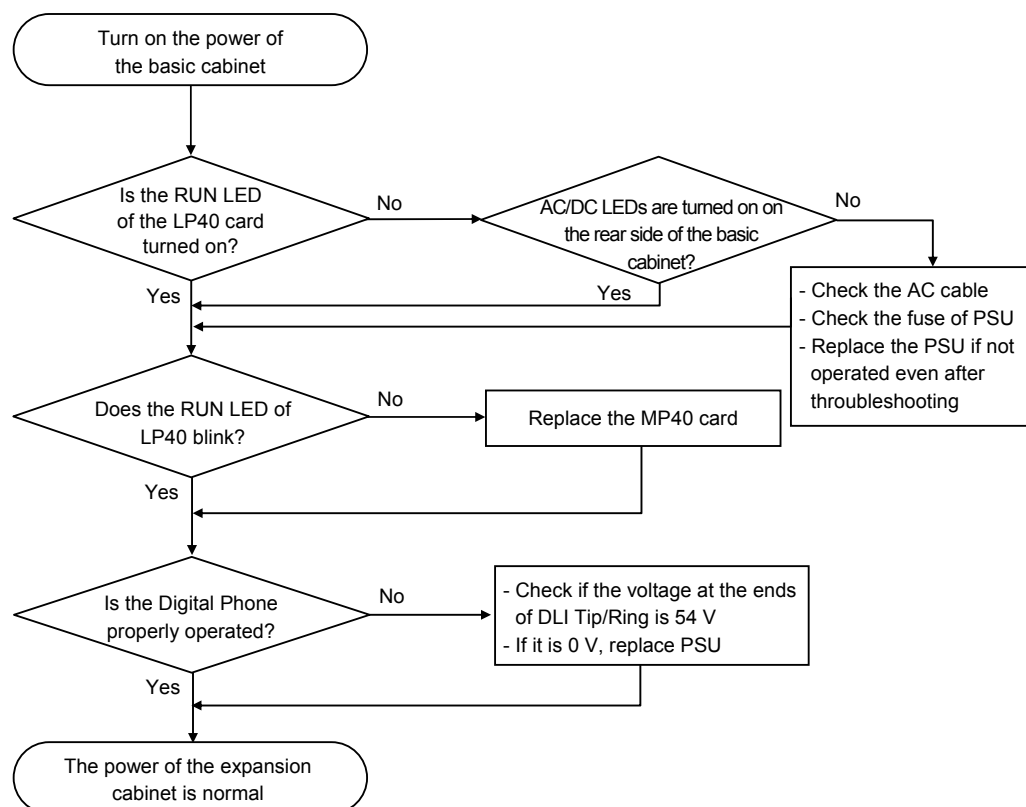 Turn on the power of
the basic cabinet
Is the RUN LED
of the LP40 card
turned on?
No
AC/DC LEDs are turned on on
the rear side of the basic
cabinet?
No
Yes
Yes
- Check the AC cable
- Check the fuse of PSU
- Replace the PSU if not
operated even after
throubleshooting
Does the RUN LED of
LP40 blink?
No
Replace the MP40 card
Yes
Is the Digital Phone
properly operated?
No
- Check if the voltage at the ends
of DLI Tip/Ring is 54 V
- If it is 0 V, replace PSU
Yes
The power of the expansion
cabinet is normal